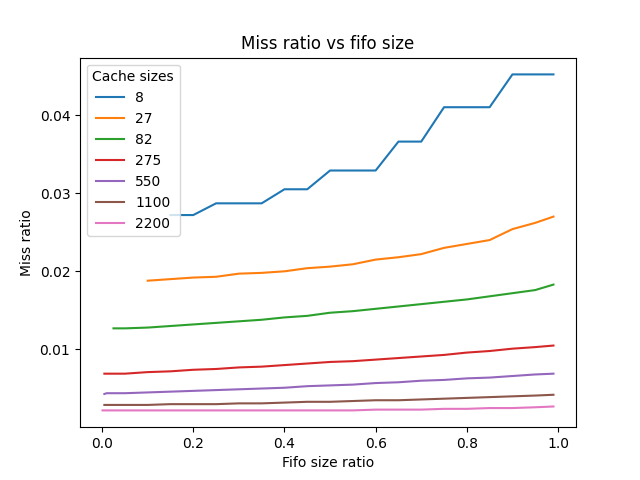 Miss ratio vs fifo size
Cache sizes
8
27
82
275
550
1100
2200
0.04
0.03
0.02
0.01
Miss ratio
0.0 0.2 0.4 0.6 0.8 1.0
Fifo size ratio